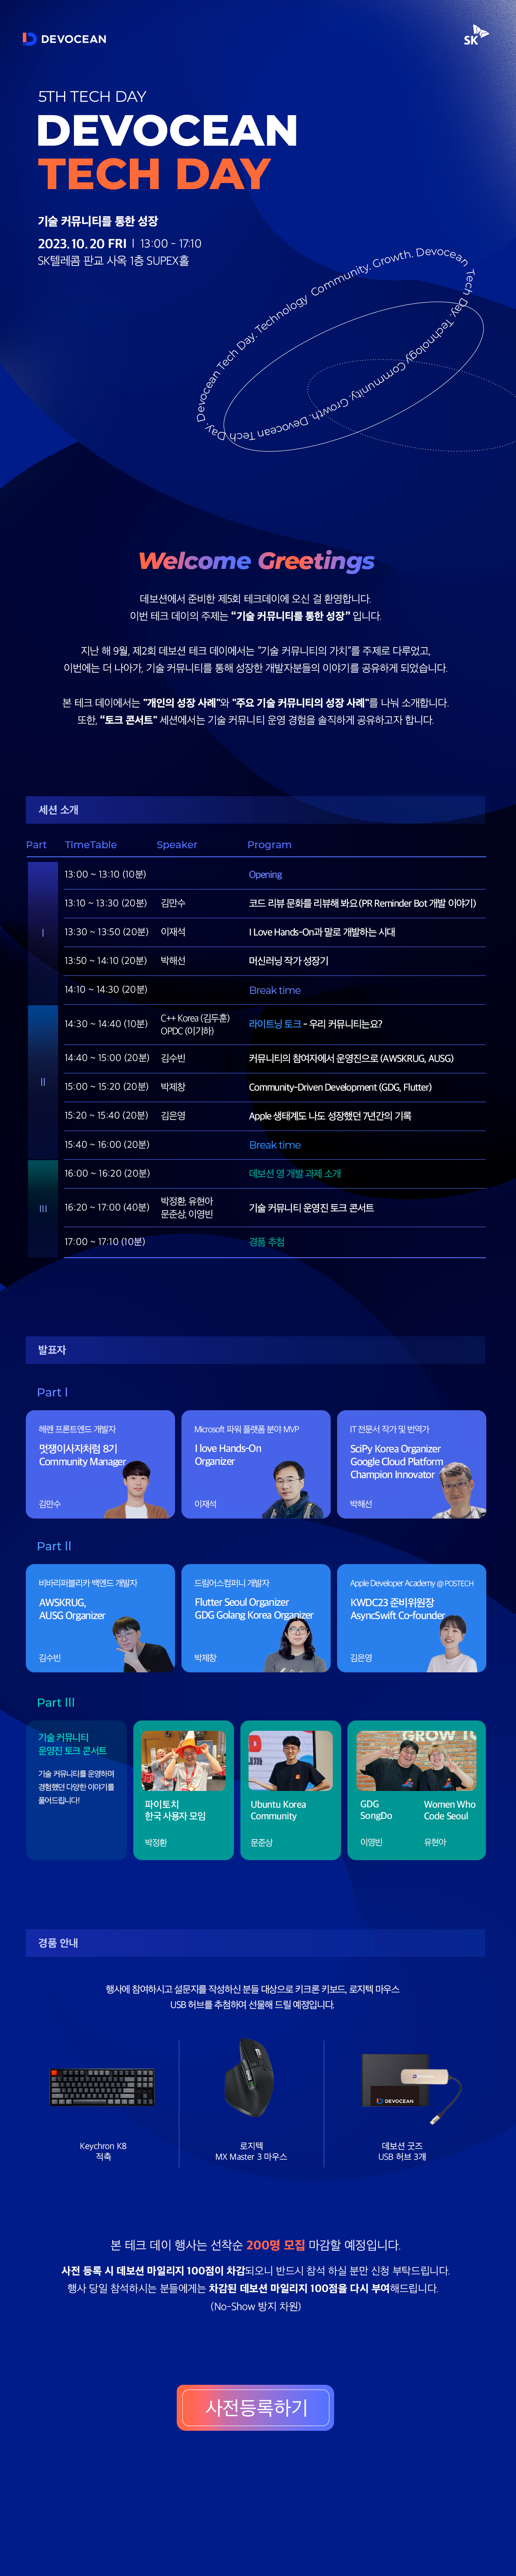 DEVOCEAN
SK
5TH TECH DAY
DEVOCEAN
TECH DAY
기술 커뮤니티를 통한 성장
2023. 10. 20 FRI | 13:00 - 17:10
SK텔레콤 판교 사옥 1층 SUPEX홀
Devocean Tech Day. Technology Community. Growth. Devocean Tech Day. Technology Community. Growth. Devocean Tech Day.
Welcome Greetings
데보션에서 준비한 제5회 테크데이에 오신 걸 환영합니다.
이번 테크 데이의 주제는 “기술 커뮤니티를 통한 성장” 입니다.
지난 해 9월, 제2회 데보션 테크 데이에서는 "기술 커뮤니티의 가치"를 주제로 다루었고,
이번에는 더 나아가, 기술 커뮤니티를 통해 성장한 개발자분들의 이야기를 공유하게 되었습니다.
본 테크 데이에서는 "개인의 성장 사례"와 "주요 기술 커뮤니티의 성장 사례"를 나눠 소개합니다.
또한, “토크 콘서트” 세션에서는 기술 커뮤니티 운영 경험을 솔직하게 공유하고자 합니다.
세션 소개
Part TimeTable Speaker Program
I
13:00 ~ 13:10 (10분) Opening
13:10 ~ 13:30 (20분) 김만수 코드 리뷰 문화를 리뷰해 봐요(PR Reminder Bot 개발 이야기)
13:30 ~ 13:50 (20분) 이재석 I Love Hands-On과 말로 개발하는 시대
13:50 ~ 14:10 (20분) 박해선 머신러닝 작가 성장기
14:10 ~ 14:30 (20분) Break time
II
14:30 ~ 14:40 (10분) C++ Korea (김두훈) 라이트닝 토크 - 우리 커뮤니티는요?
OPDC (이기하)
14:40 ~ 15:00 (20분) 김수빈 커뮤니티의 참여자에서 운영진으로 (AWSKRUG, AUSG)
15:00 ~ 15:20 (20분) 박제창 Community-Driven Development (GDG, Flutter)
15:20 ~ 15:40 (20분) 김은영 Apple 생태계도 나도 성장했던 7년간의 기록
15:40 ~ 16:00 (20분) Break time
III
16:00 ~ 16:20 (20분) 데보션 영 개발 과제 소개
16:20 ~ 17:00 (40분) 박정환, 유현아 기술 커뮤니티 운영진 토크 콘서트
문준상, 이영빈
17:00 ~ 17:10 (10분) 경품 추첨
발표자
Part I
헤렌 프론트엔드 개발자
멋쟁이사자처럼 8기
Community Manager
김만수
Microsoft 파워 플랫폼 분야 MVP
I love Hands-On
Organizer
이재석
IT 전문서 작가 및 번역가
SciPy Korea Organizer
Google Cloud Platform
Champion Innovator
박해선
Part II
비바리퍼블리카 백엔드 개발자
AWSKRUG,
AUSG Organizer
김수빈
드림어스컴퍼니 개발자
Flutter Seoul Organizer
GDG Golang Korea Organizer
박제창
Apple Developer Academy @ POSTECH
KWDC23 준비위원장
AsyncSwift Co-founder
김은영
Part III
기술 커뮤니티
운영진 토크 콘서트
기술 커뮤니티를 운영하며
경험했던 다양한 이야기를
풀어드립니다!
파이토치
한국 사용자 모임
박정환
Ubuntu Korea
Community
문준상
GROW
GDG
SongDo
이영빈
Women Who
Code Seoul
유현아
경품 안내
행사에 참여하시고 설문지를 작성하신 분들 대상으로 키크론 키보드, 로지텍 마우스
USB 허브를 추첨하여 선물해 드릴 예정입니다.
Keychron K8
적축
로지텍
MX Master 3 마우스
DEVOCEAN
데보션 굿즈
USB 허브 3개
본 테크 데이 행사는 선착순 200명 모집 마감할 예정입니다.
사전 등록 시 데보션 마일리지 100점이 차감되오니 반드시 참석 하실 분만 신청 부탁드립니다.
행사 당일 참석하시는 분들에게는 차감된 데보션 마일리지 100점을 다시 부여해드립니다.
(No-Show 방지 차원)
사전등록하기